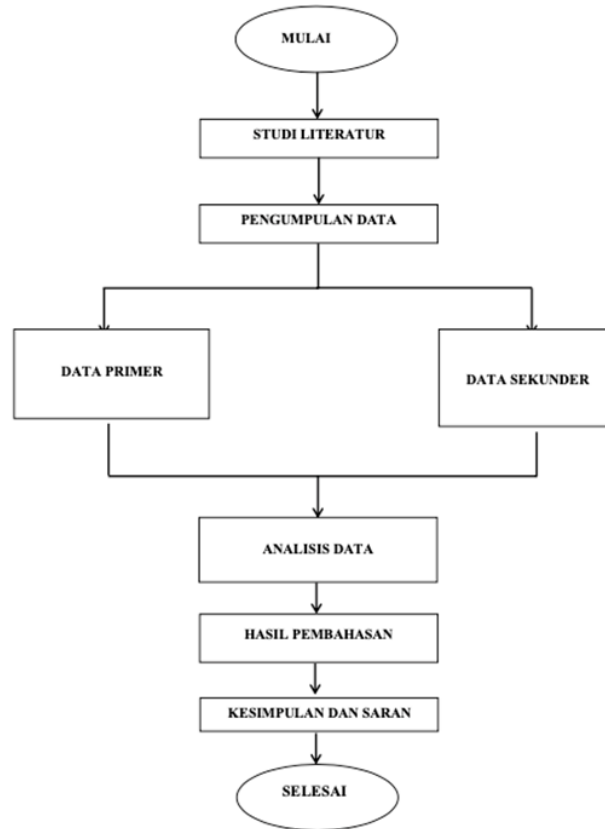 MULAI
STUDI LITERATUR
PENGUMPULAN DATA
DATA PRIMER
DATA SEKUNDER
ANALISIS DATA
HASIL PEMBAHASAN
KESIMPULAN DAN SARAN
SELESAI